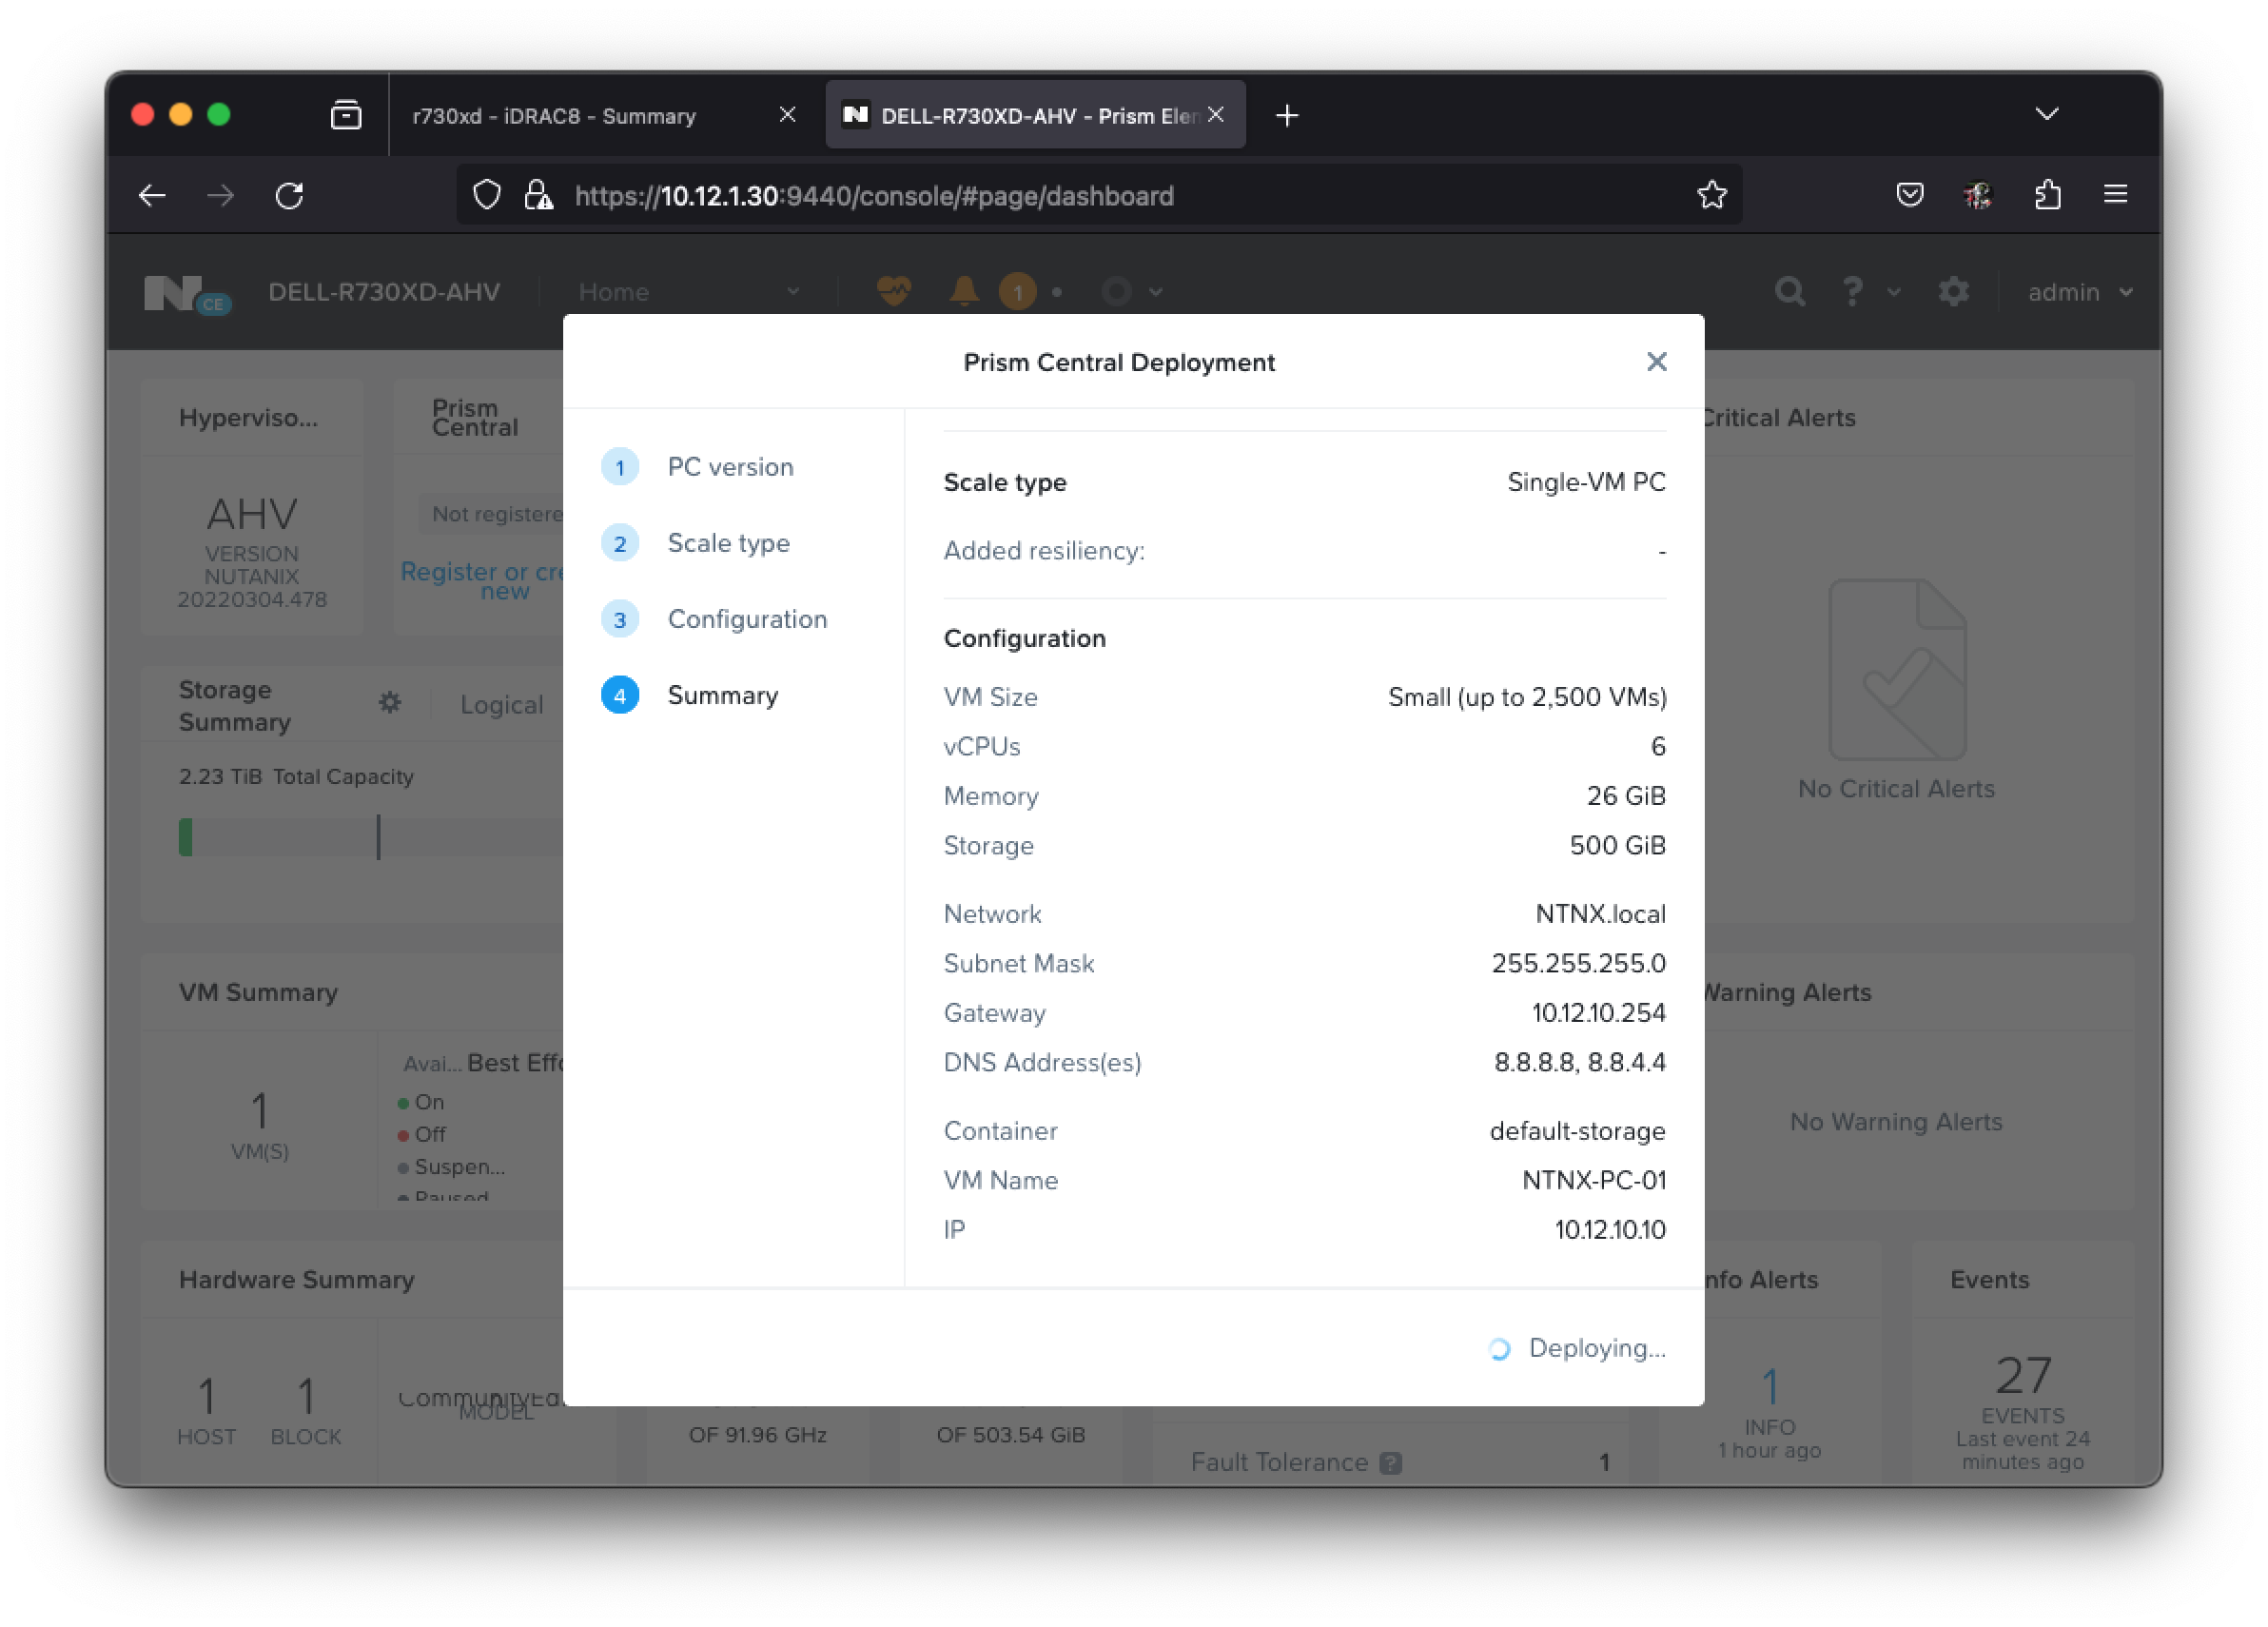 r730xd - iDRAC8 - Summary
DELL-R730XD-AHV - Prism Elem
https://10.12.1.30:9440/console/#page/dashboard
N CE DELL-R730XD-AHV Home 1 ? admin
Prism Central Deployment
1 PC version
2 Scale type
3 Configuration
4 Summary
Scale type Single-VM PC
Added resiliency: -
Configuration
VM Size Small (up to 2,500 VMs)
vCPUs 6
Memory 26 GiB
Storage 500 GiB
Network NTNX.local
Subnet Mask 255.255.255.0
Gateway 10.12.10.254
DNS Address(es) 8.8.8.8, 8.8.4.4
Container default-storage
VM Name NTNX-PC-01
IP 10.12.10.10
Deploying...
Hyperviso...
AHV
VERSION
NUTANIX
20220304.478
Prism
Central
Not registere
Register or cre
new
Storage
Summary
Logical
2.23 TiB Total Capacity
VM Summary
1
VM(S)
Avai... Best Effo
On
Off
Suspen...
Paused
Hardware Summary
1
HOST
1
BLOCK
CommunityEd
MODEL
OF 91.96 GHz
OF 503.54 GiB
Fault Tolerance ? 1
Critical Alerts
No Critical Alerts
Warning Alerts
No Warning Alerts
Info Alerts
1
INFO
1 hour ago
Events
27
EVENTS
Last event 24
minutes ago